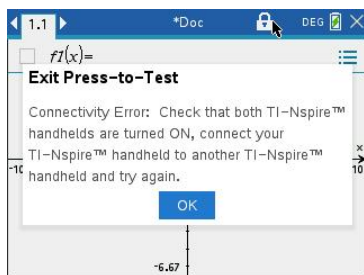 1.1 *Doc DEG
f1(x)=
Exit Press-to-Test
Connectivity Error: Check that both TI-Nspire™
handhelds are turned ON, connect your
TI-Nspire™ handheld to another TI-Nspire™
handheld and try again.
x
-10 10
OK
-6.67